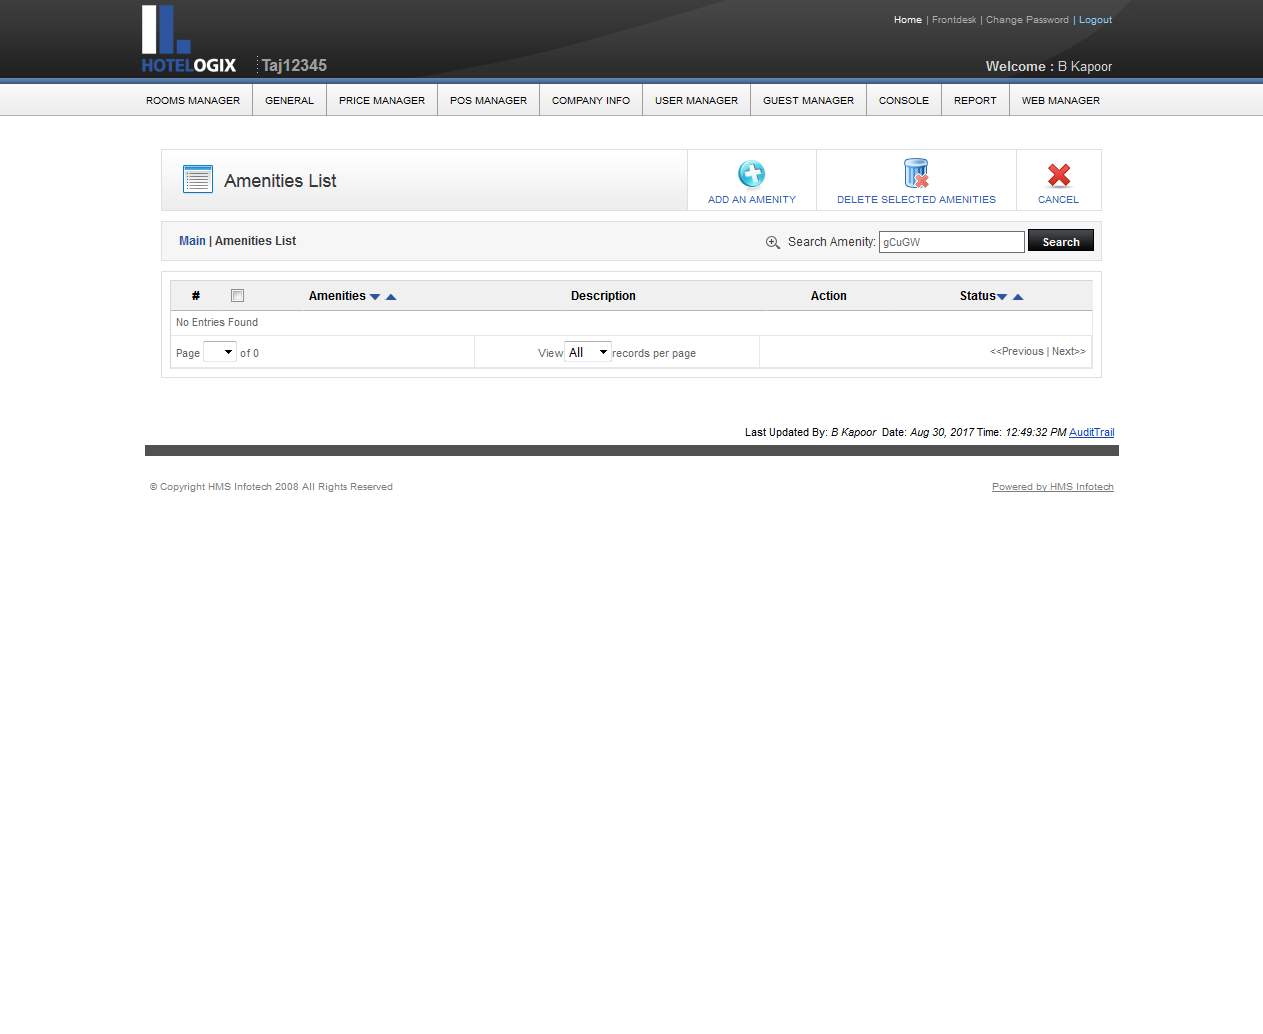 HOTELOGIX Taj12345
Home | Frontdesk | Change Password | Logout
Welcome : B Kapoor
ROOMS MANAGER GENERAL PRICE MANAGER POS MANAGER COMPANY INFO USER MANAGER GUEST MANAGER CONSOLE REPORT WEB MANAGER
Amenities List
ADD AN AMENITY DELETE SELECTED AMENITIES CANCEL
Main | Amenities List Search Amenity: gCuGW Search
# Amenities Description Action Status
No Entries Found
Page of 0 View All records per page <<Previous | Next>>
Last Updated By: B Kapoor Date: Aug 30, 2017 Time: 12:49:32 PM AuditTrail
© Copyright HMS Infotech 2008 All Rights Reserved Powered by HMS Infotech